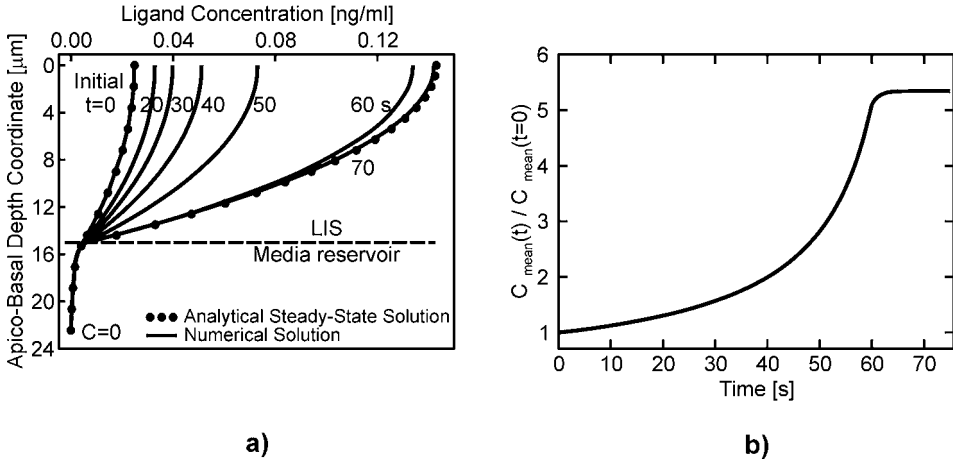 Ligand Concentration [ng/ml]
0.00 0.04 0.08 0.12
Apico-Basal Depth Coordinate [μm]
0
4
8
12
16
20
24
Initial
t=0 20 30 40 50 60 s
70
LIS
Media reservoir
C=0
Analytical Steady-State Solution
Numerical Solution
a)
C mean(t) / C mean(t=0)
6
5
4
3
2
1
0 10 20 30 40 50 60 70
Time [s]
b)